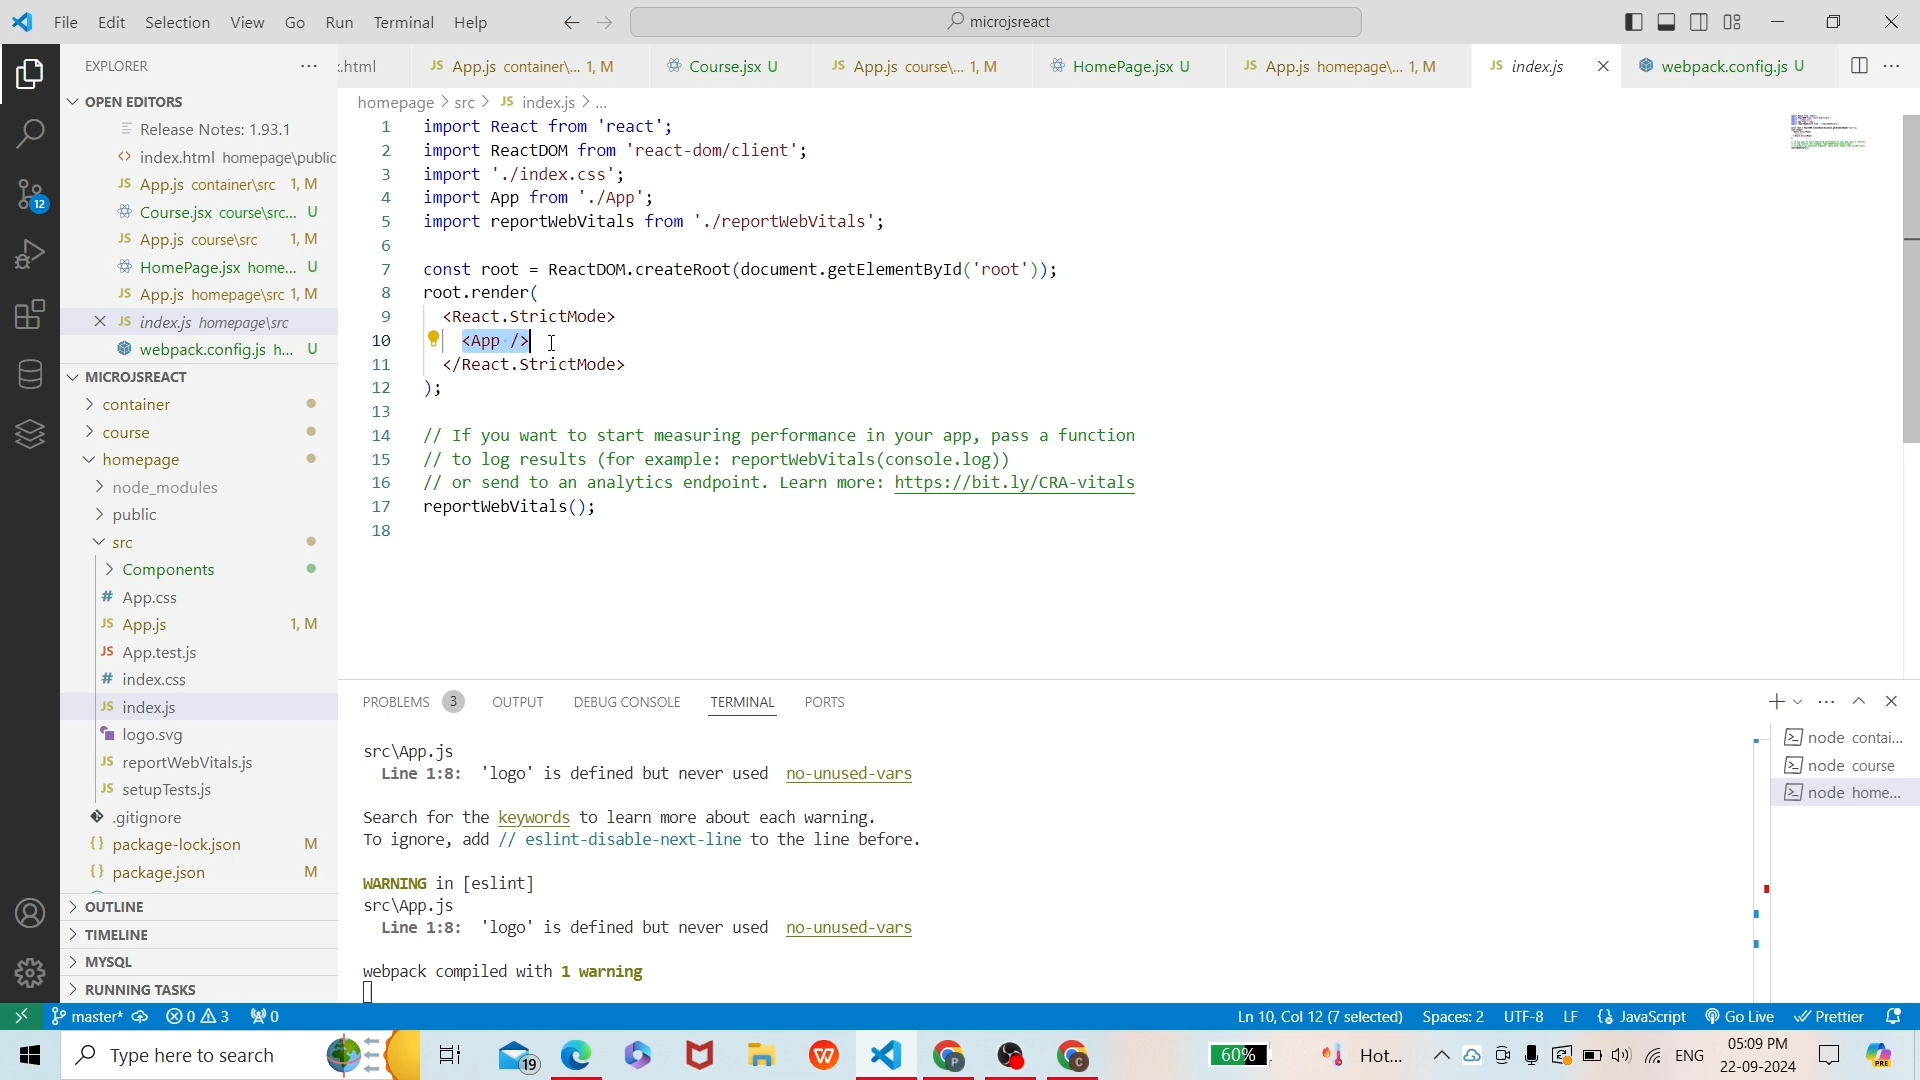 File Edit Selection View Go Run Terminal Help
microjsreact
EXPLORER
.html
JS App.js container\... 1, M
Course.jsx U
JS App.js course\... 1, M
HomePage.jsx U
JS App.js homepage\... 1, M
JS index.js
webpack.config.js U
homepage > src > JS index.js > ...
OPEN EDITORS
Release Notes: 1.93.1
<> index.html homepage\public
JS App.js container\src 1, M
Course.jsx course\src... U
JS App.js course\src 1, M
HomePage.jsx home... U
JS App.js homepage\src 1, M
JS index.js homepage\src
webpack.config.js h... U
12
MICROJSREACT
container
course
homepage
node_modules
public
src
Components
# App.css
JS App.js 1, M
JS App.test.js
# index.css
JS index.js
logo.svg
JS reportWebVitals.js
JS setupTests.js
.gitignore
{} package-lock.json M
{} package.json M
OUTLINE
TIMELINE
MYSQL
RUNNING TASKS
1 import React from 'react';
2 import ReactDOM from 'react-dom/client';
3 import './index.css';
4 import App from './App';
5 import reportWebVitals from './reportWebVitals';
6
7 const root = ReactDOM.createRoot(document.getElementById('root'));
8 root.render(
9 <React.StrictMode>
10 <App />
11 </React.StrictMode>
12 );
13
14 // If you want to start measuring performance in your app, pass a function
15 // to log results (for example: reportWebVitals(console.log))
16 // or send to an analytics endpoint. Learn more: https://bit.ly/CRA-vitals
17 reportWebVitals();
18
PROBLEMS 3 OUTPUT DEBUG CONSOLE TERMINAL PORTS
src\App.js
Line 1:8: 'logo' is defined but never used no-unused-vars
Search for the keywords to learn more about each warning.
To ignore, add // eslint-disable-next-line to the line before.
WARNING in [eslint]
src\App.js
Line 1:8: 'logo' is defined but never used no-unused-vars
webpack compiled with 1 warning
node contai...
node course
node home...
master* 0 3 0
Ln 10, Col 12 (7 selected) Spaces: 2 UTF-8 LF {} JavaScript Go Live Prettier
Type here to search
19
60%
Hot...
ENG
05:09 PM
22-09-2024